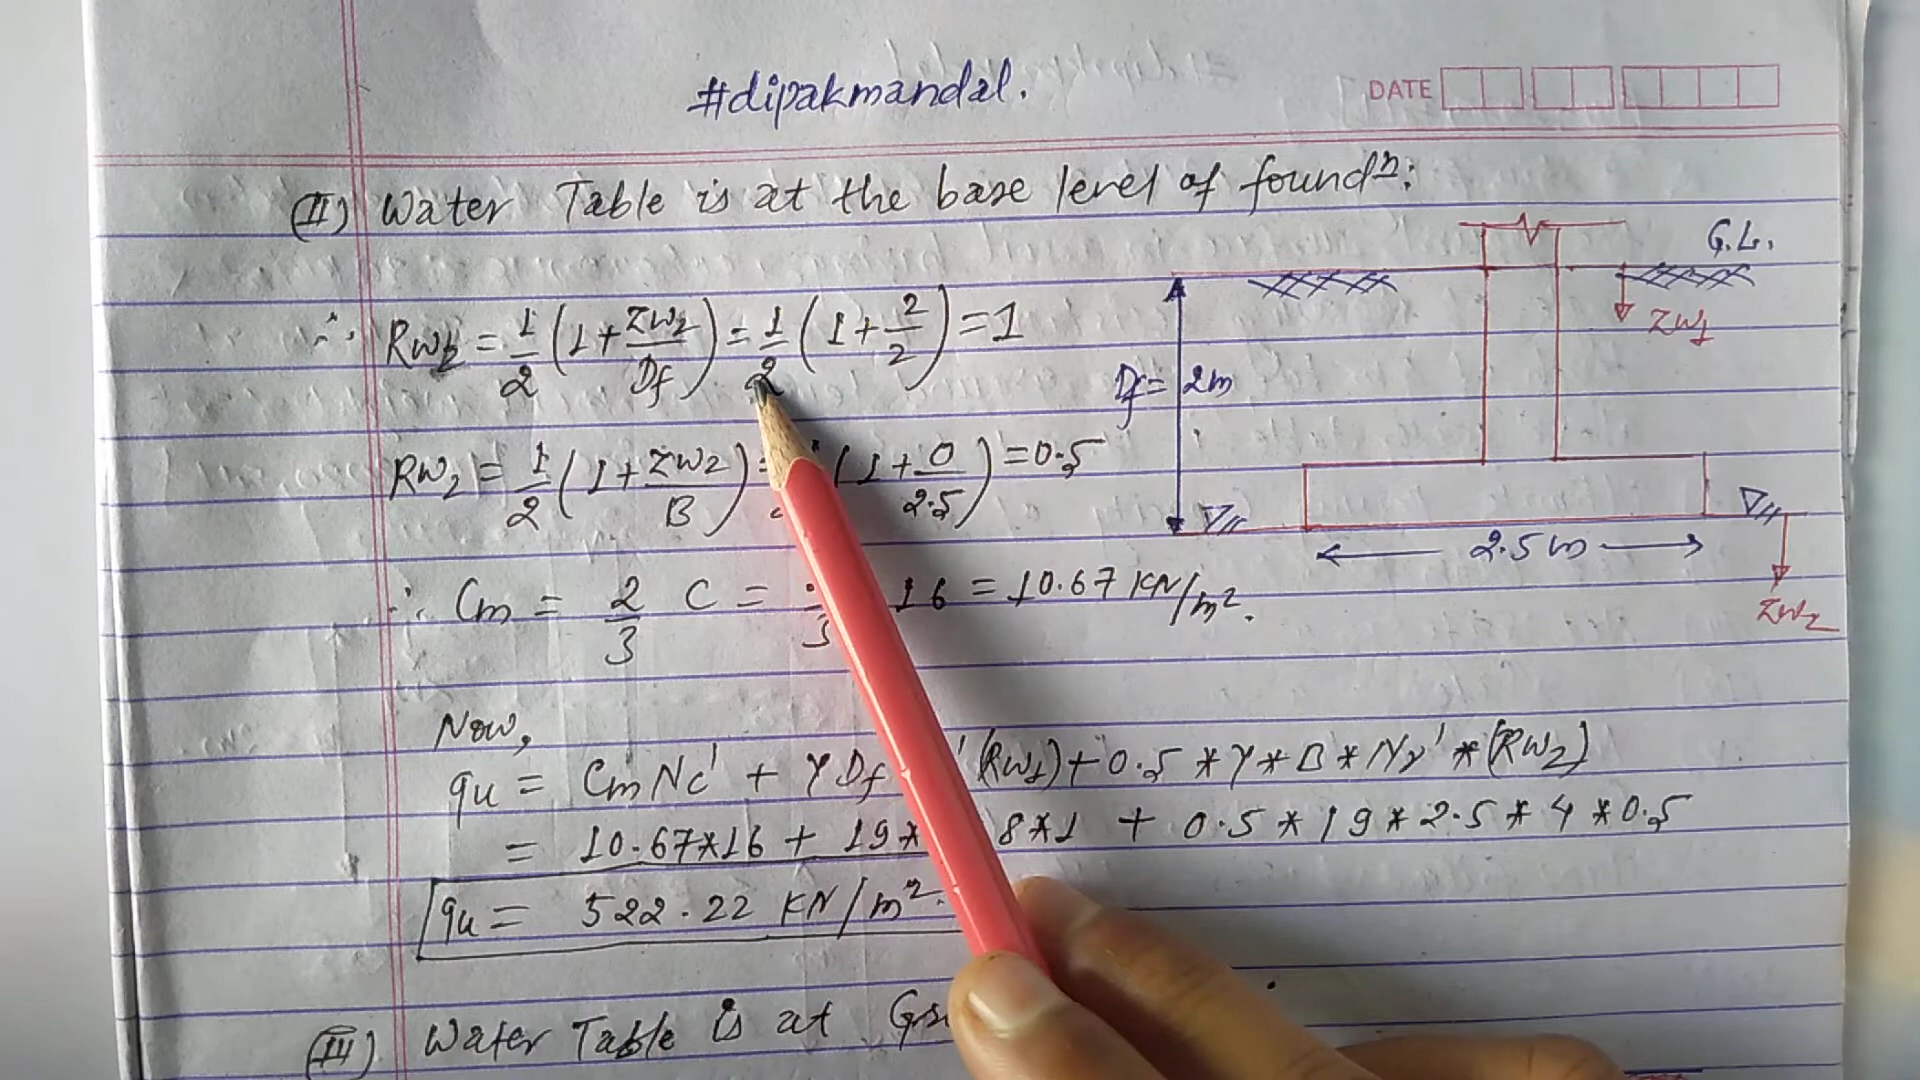 #dipakmandal.
DATE
(II) Water Table is at the base level of foundn:
∴ Rw1 = 1/2 (1 + Zw2/Df) = 1/2 (1 + 2/2) = 1
Rw2 = 1/2 (1 + Zw2/B) = (1 + 0/2.5) = 0.5
∴ Cm = 2/3 C = 16 = 10.67 KN/m2.
Now,
qu = CmNc' + γDf '(Rw1) + 0.5 * γ * B * Nγ' * (Rw2)
= 10.67*16 + 19* 8*1 + 0.5 * 19 * 2.5 * 4 * 0.5
qu = 522.22 KN/m2.
(III) Water Table is at
G.L.
Zw1
Df = 2m
2.5m
Zw2